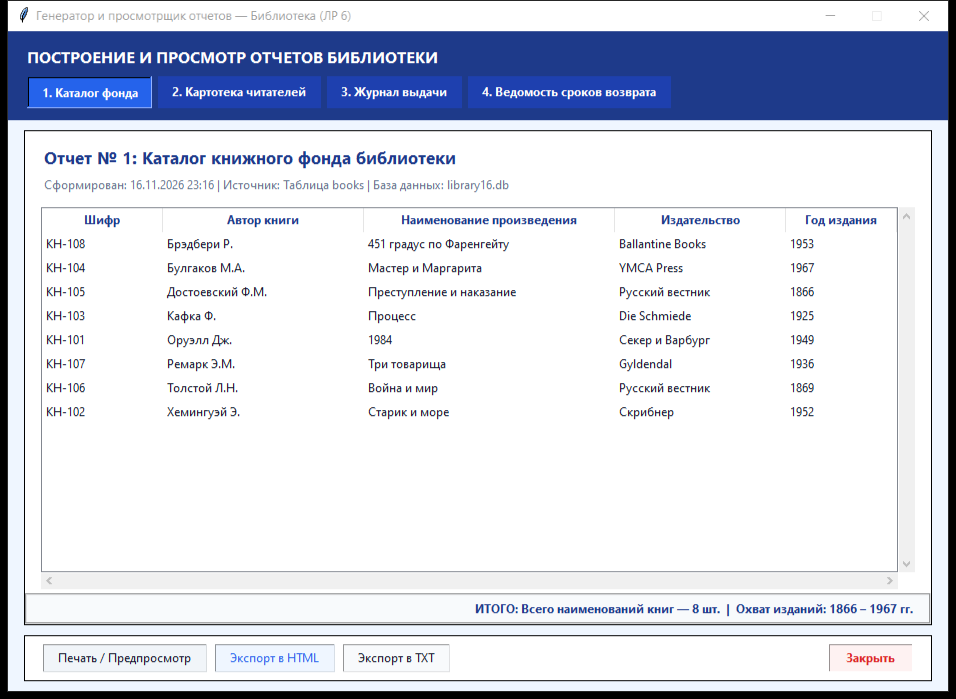 Генератор и просмотрщик отчетов — Библиотека (ЛР 6)
ПОСТРОЕНИЕ И ПРОСМОТР ОТЧЕТОВ БИБЛИОТЕКИ
1. Каталог фонда 2. Картотека читателей 3. Журнал выдачи 4. Ведомость сроков возврата
Отчет № 1: Каталог книжного фонда библиотеки
Сформирован: 16.11.2026 23:16 | Источник: Таблица books | База данных: library16.db
Шифр Автор книги Наименование произведения Издательство Год издания
КН-108 Брэдбери Р. 451 градус по Фаренгейту Ballantine Books 1953
КН-104 Булгаков М.А. Мастер и Маргарита YMCA Press 1967
КН-105 Достоевский Ф.М. Преступление и наказание Русский вестник 1866
КН-103 Кафка Ф. Процесс Die Schmiede 1925
КН-101 Оруэлл Дж. 1984 Секер и Варбург 1949
КН-107 Ремарк Э.М. Три товарища Gyldendal 1936
КН-106 Толстой Л.Н. Война и мир Русский вестник 1869
КН-102 Хемингуэй Э. Старик и море Скрибнер 1952
ИТОГО: Всего наименований книг — 8 шт. | Охват изданий: 1866 – 1967 гг.
Печать / Предпросмотр Экспорт в HTML Экспорт в TXT Закрыть